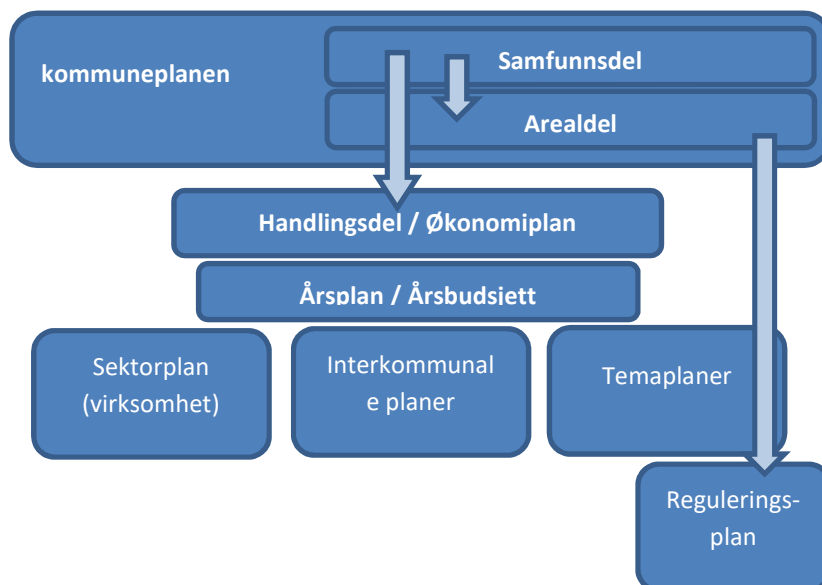 kommuneplanen
Samfunnsdel
Arealdel
Handlingsdel / Økonomiplan
Årsplan / Årsbudsjett
Sektorplan
(virksomhet)
Interkommunal
e planer
Temaplaner
Regulerings-
plan